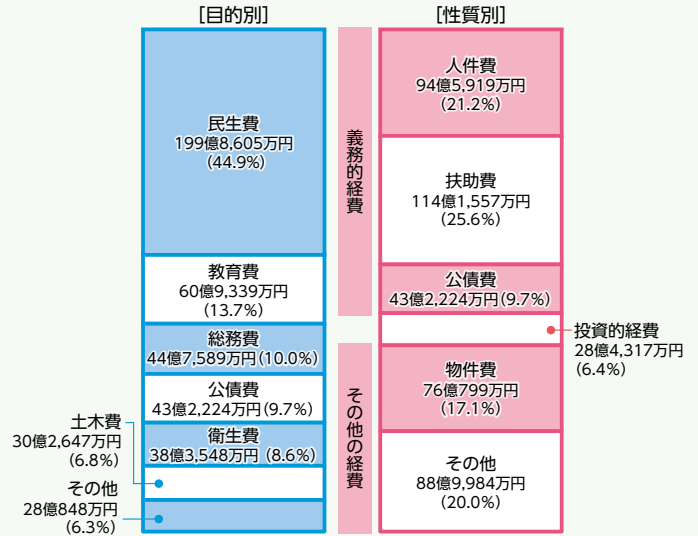 [目的別]
民生費
199億8,605万円
(44.9%)
教育費
60億9,339万円
(13.7%)
総務費
44億7,589万円(10.0%)
公債費
43億2,224万円(9.7%)
衛生費
38億3,548万円 (8.6%)
土木費
30億2,647万円
(6.8%)
その他
28億848万円
(6.3%)
[性質別]
義務的経費
人件費
94億5,919万円
(21.2%)
扶助費
114億1,557万円
(25.6%)
公債費
43億2,224万円(9.7%)
投資的経費
28億4,317万円
(6.4%)
その他の経費
物件費
76億799万円
(17.1%)
その他
88億9,984万円
(20.0%)